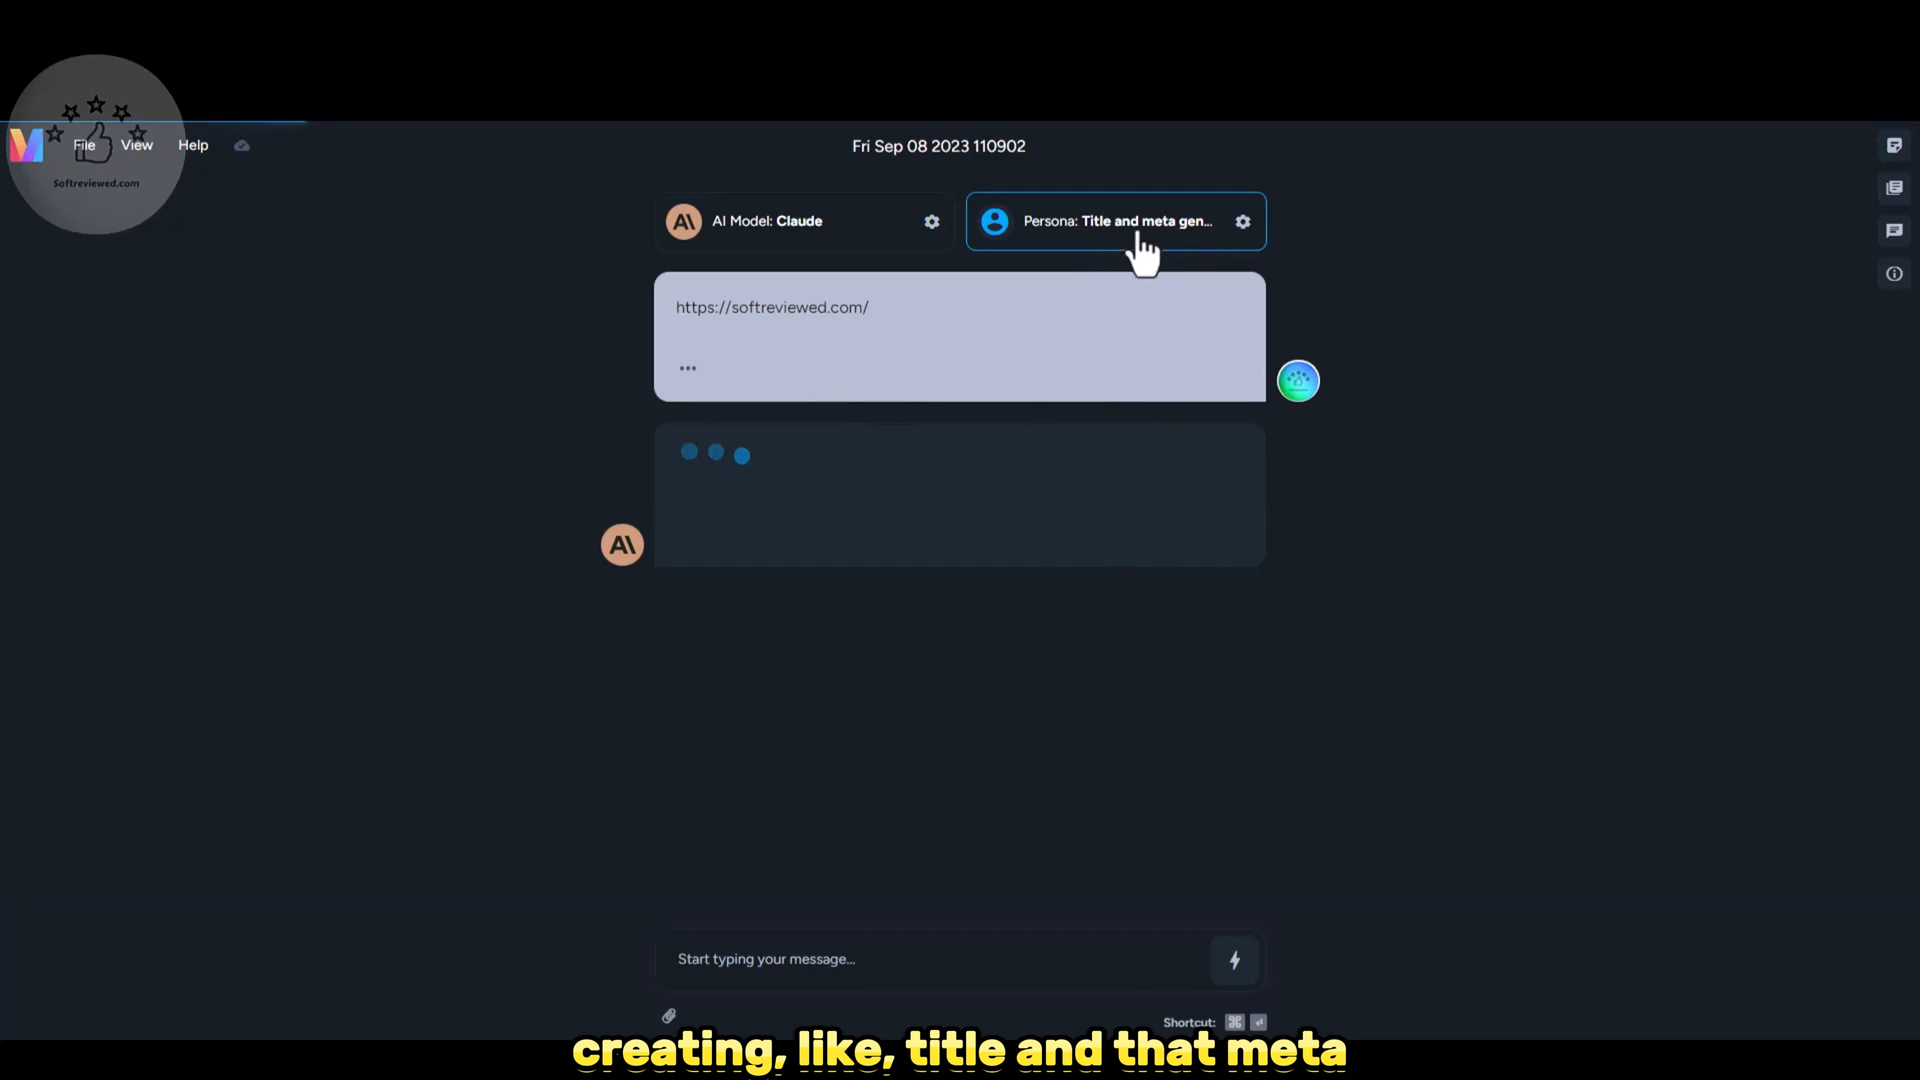 File
View
Help
Softreviewed.com
Fri Sep 08 2023 110902
AI Model: Claude
Persona: Title and meta gen...
https://softreviewed.com/
Start typing your message...
Shortcut:
creating, like, title and that meta